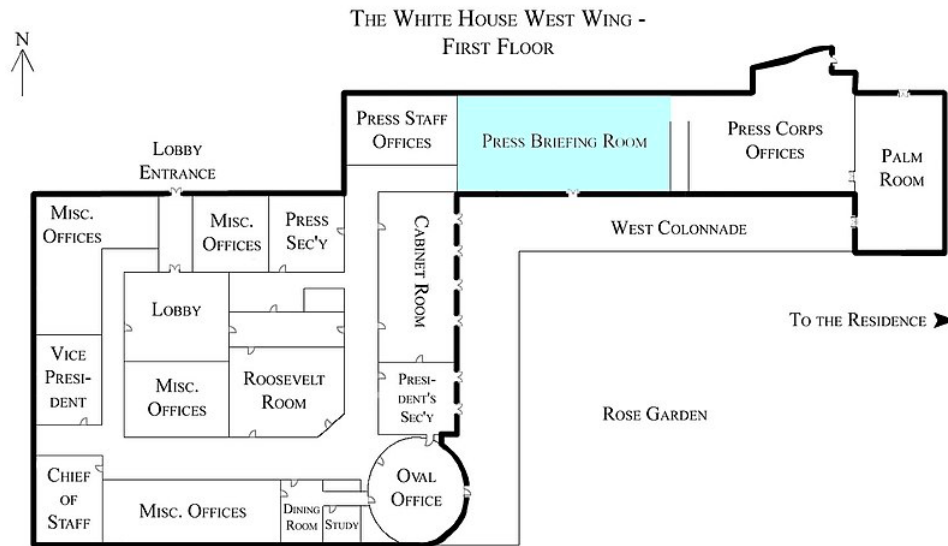 The White House West Wing -
First Floor
N
Press Staff
Offices
Press Briefing Room
Press Corps
Offices
Palm
Room
Lobby
Entrance
Misc.
Offices
Misc.
Offices
Press
Sec'y
Cabinet Room
West Colonnade
Lobby
To the Residence
Vice
Presi-
dent
Misc.
Offices
Roosevelt
Room
Presi-
dent's
Sec'y
Rose Garden
Chief
of
Staff
Misc. Offices
Dining
Room
Study
Oval
Office